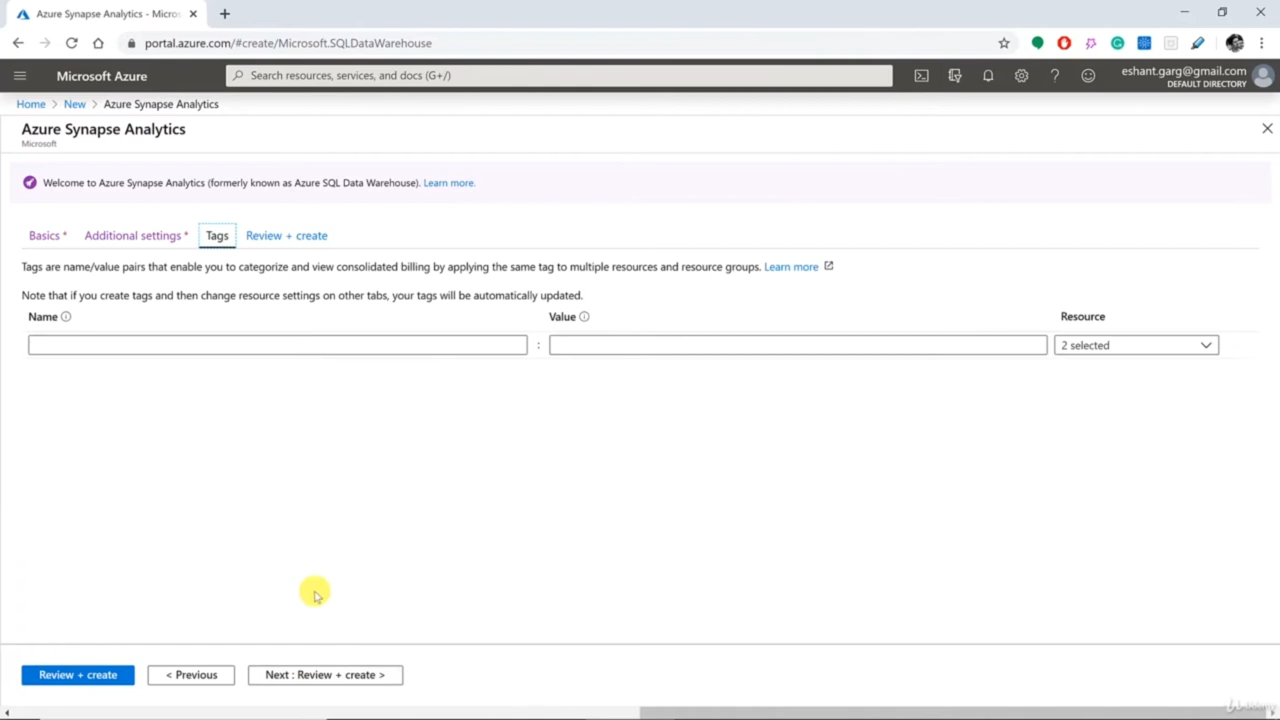 Azure Synapse Analytics - Micros
portal.azure.com/#create/Microsoft.SQLDataWarehouse
Microsoft Azure
Search resources, services, and docs (G+/)
eshant.garg@gmail.com
DEFAULT DIRECTORY
Home > New > Azure Synapse Analytics
Azure Synapse Analytics
Microsoft
Welcome to Azure Synapse Analytics (formerly known as Azure SQL Data Warehouse). Learn more.
Basics * Additional settings * Tags Review + create
Tags are name/value pairs that enable you to categorize and view consolidated billing by applying the same tag to multiple resources and resource groups. Learn more
Note that if you create tags and then change resource settings on other tabs, your tags will be automatically updated.
Name Value Resource
: 2 selected
Review + create < Previous Next : Review + create >
Udemy